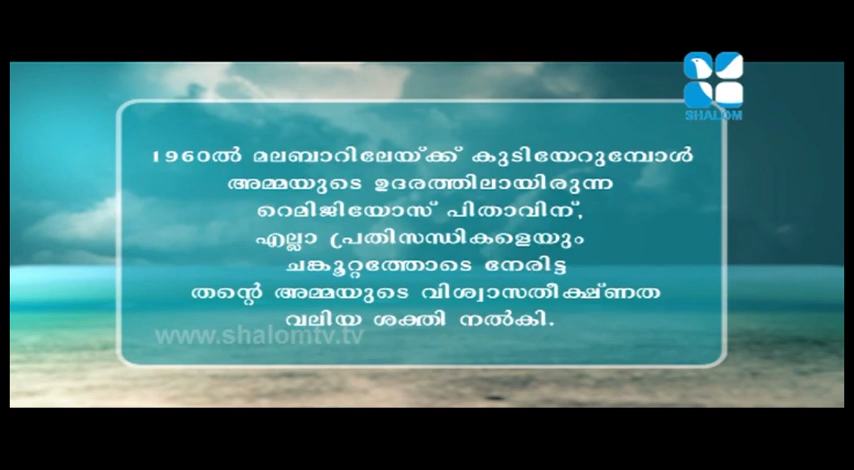 SHALOM
1960ൽ മലബാറിലേയ്ക്ക് കുടിയേറുമ്പോൾ
അമ്മയുടെ ഉദരത്തിലായിരുന്ന
റെമിജിയോസ് പിതാവിന്,
എല്ലാ പ്രതിസന്ധികളെയും
ചങ്കൂറ്റത്തോടെ നേരിട്ട
തന്റെ അമ്മയുടെ വിശ്വാസതീക്ഷ്ണത
വലിയ ശക്തി നൽകി.
www.shalomtv.tv